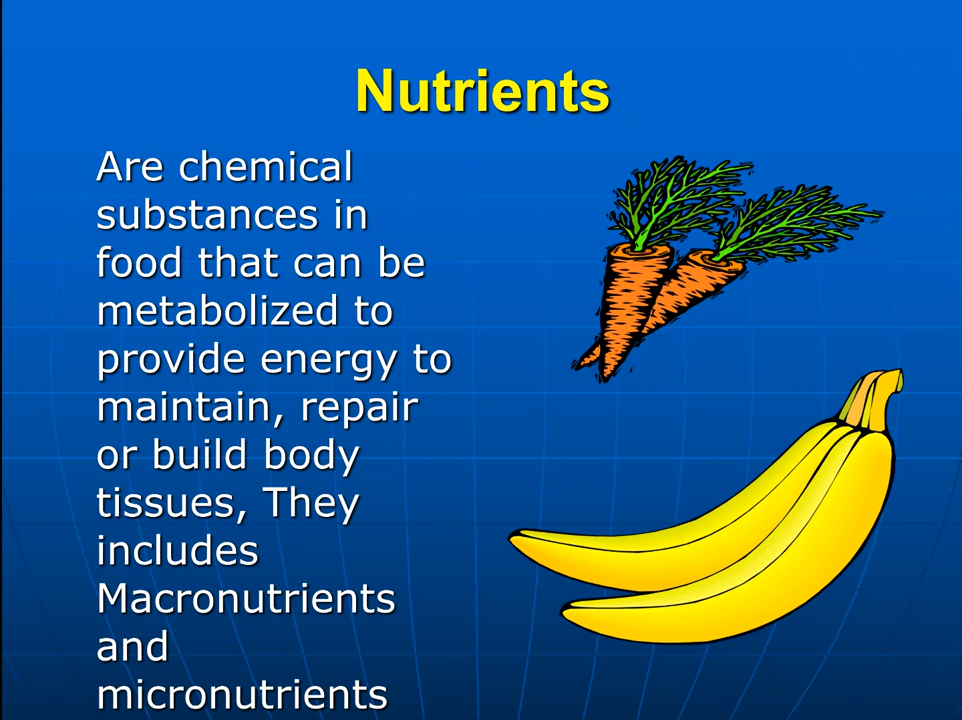 Nutrients
Are chemical
substances in
food that can be
metabolized to
provide energy to
maintain, repair
or build body
tissues, They
includes
Macronutrients
and
micronutrients